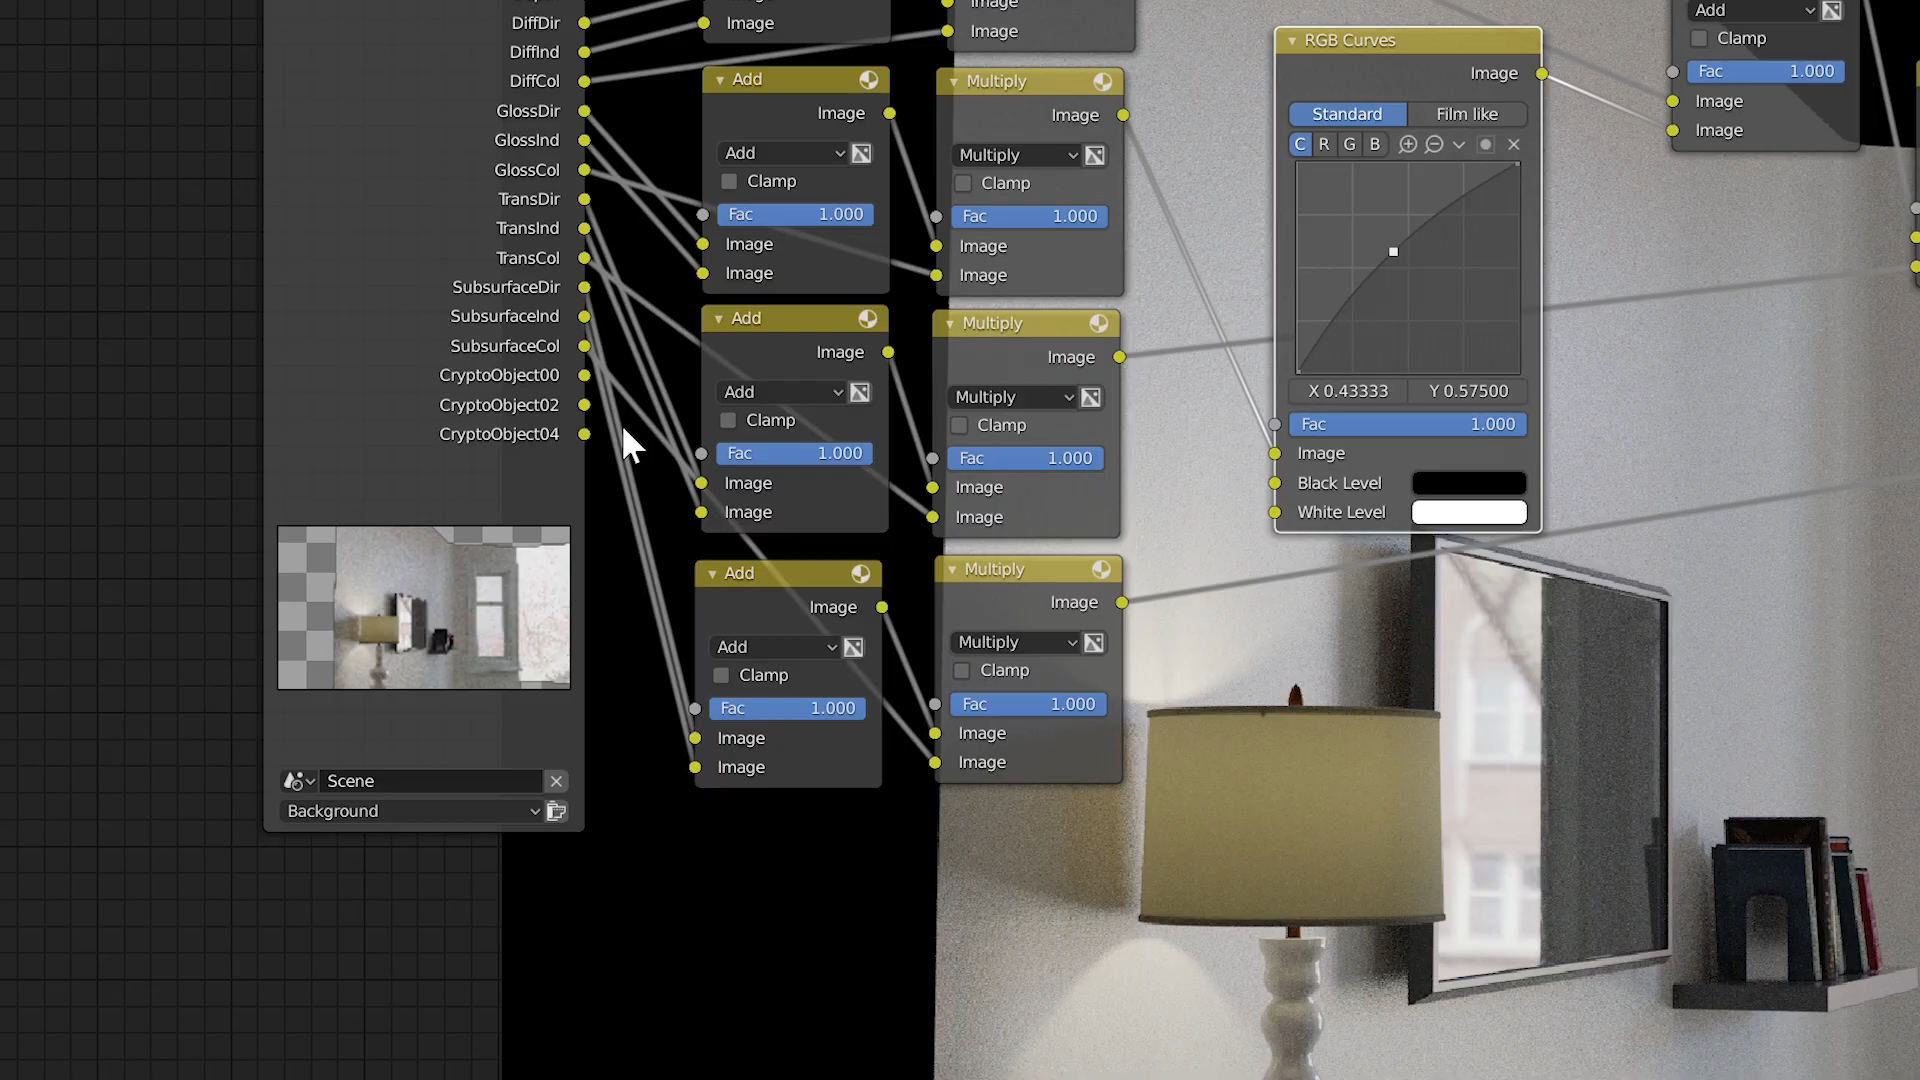 DiffDir
DiffInd
DiffCol
GlossDir
GlossInd
GlossCol
TransDir
TransInd
TransCol
SubsurfaceDir
SubsurfaceInd
SubsurfaceCol
CryptoObject00
CryptoObject02
CryptoObject04
Scene
Background
Image
Add
Image
Add
Clamp
Fac 1.000
Image
Image
Add
Image
Add
Clamp
Fac 1.000
Image
Image
Add
Image
Add
Clamp
Fac 1.000
Image
Image
Image
Image
Multiply
Image
Multiply
Clamp
Fac 1.000
Image
Image
Multiply
Image
Multiply
Clamp
Fac 1.000
Image
Image
Multiply
Image
Multiply
Clamp
Fac 1.000
Image
Image
RGB Curves
Image
Standard Film like
C R G B
X 0.43333 Y 0.57500
Fac 1.000
Image
Black Level
White Level
Add
Clamp
Fac 1.000
Image
Image